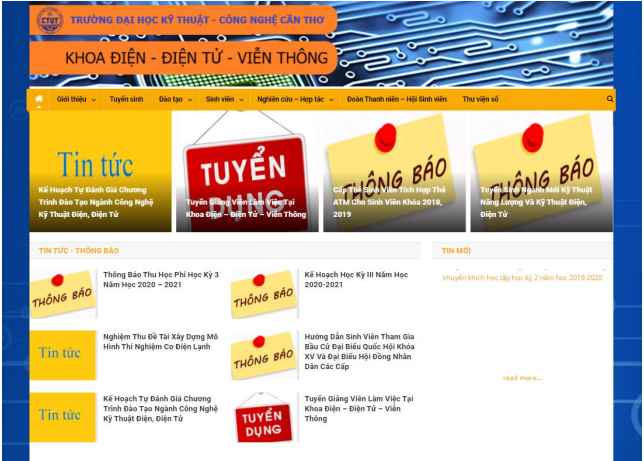 CTUT
TRƯỜNG ĐẠI HỌC KỸ THUẬT - CÔNG NGHỆ CẦN THƠ
KHOA ĐIỆN - ĐIỆN TỬ - VIỄN THÔNG
Giới thiệu Tuyển sinh Đào tạo Sinh viên Nghiên cứu – Hợp tác Đoàn Thanh niên – Hội Sinh viên Thư viện số
Tin tức
Kế Hoạch Tự Đánh Giá Chương
Trình Đào Tạo Ngành Công Nghệ
Kỹ Thuật Điện, Điện Tử
TUYỂN
DỤNG
Tuyển Giảng Viên Làm Việc Tại
Khoa Điện – Điện Tử – Viễn Thông
THÔNG BÁO
Cấp Thẻ Sinh Viên Tích Hợp Thẻ
ATM Cho Sinh Viên Khóa 2018,
2019
THÔNG BÁO
Tuyển Sinh Ngành Mới Kỹ Thuật
Năng Lượng Và Kỹ Thuật Điện,
Điện Tử
TIN TỨC - THÔNG BÁO
THÔNG BÁO
Thông Báo Thu Học Phí Học Kỳ 3
Năm Học 2020 – 2021
THÔNG BÁO
Kế Hoạch Học Kỳ III Năm Học
2020-2021
Tin tức
Nghiệm Thu Đề Tài Xây Dựng Mô
Hình Thí Nghiệm Cơ Điện Lạnh
THÔNG BÁO
Hướng Dẫn Sinh Viên Tham Gia
Bầu Cử Đại Biểu Quốc Hội Khóa
XV Và Đại Biểu Hội Đồng Nhân
Dân Các Cấp
Tin tức
Kế Hoạch Tự Đánh Giá Chương
Trình Đào Tạo Ngành Công Nghệ
Kỹ Thuật Điện, Điện Tử
TUYỂN
DỤNG
Tuyển Giảng Viên Làm Việc Tại
Khoa Điện – Điện Tử – Viễn
Thông
TIN MỚI
khuyến khích học tập học kỳ 2 năm học 2019-2020
read more...